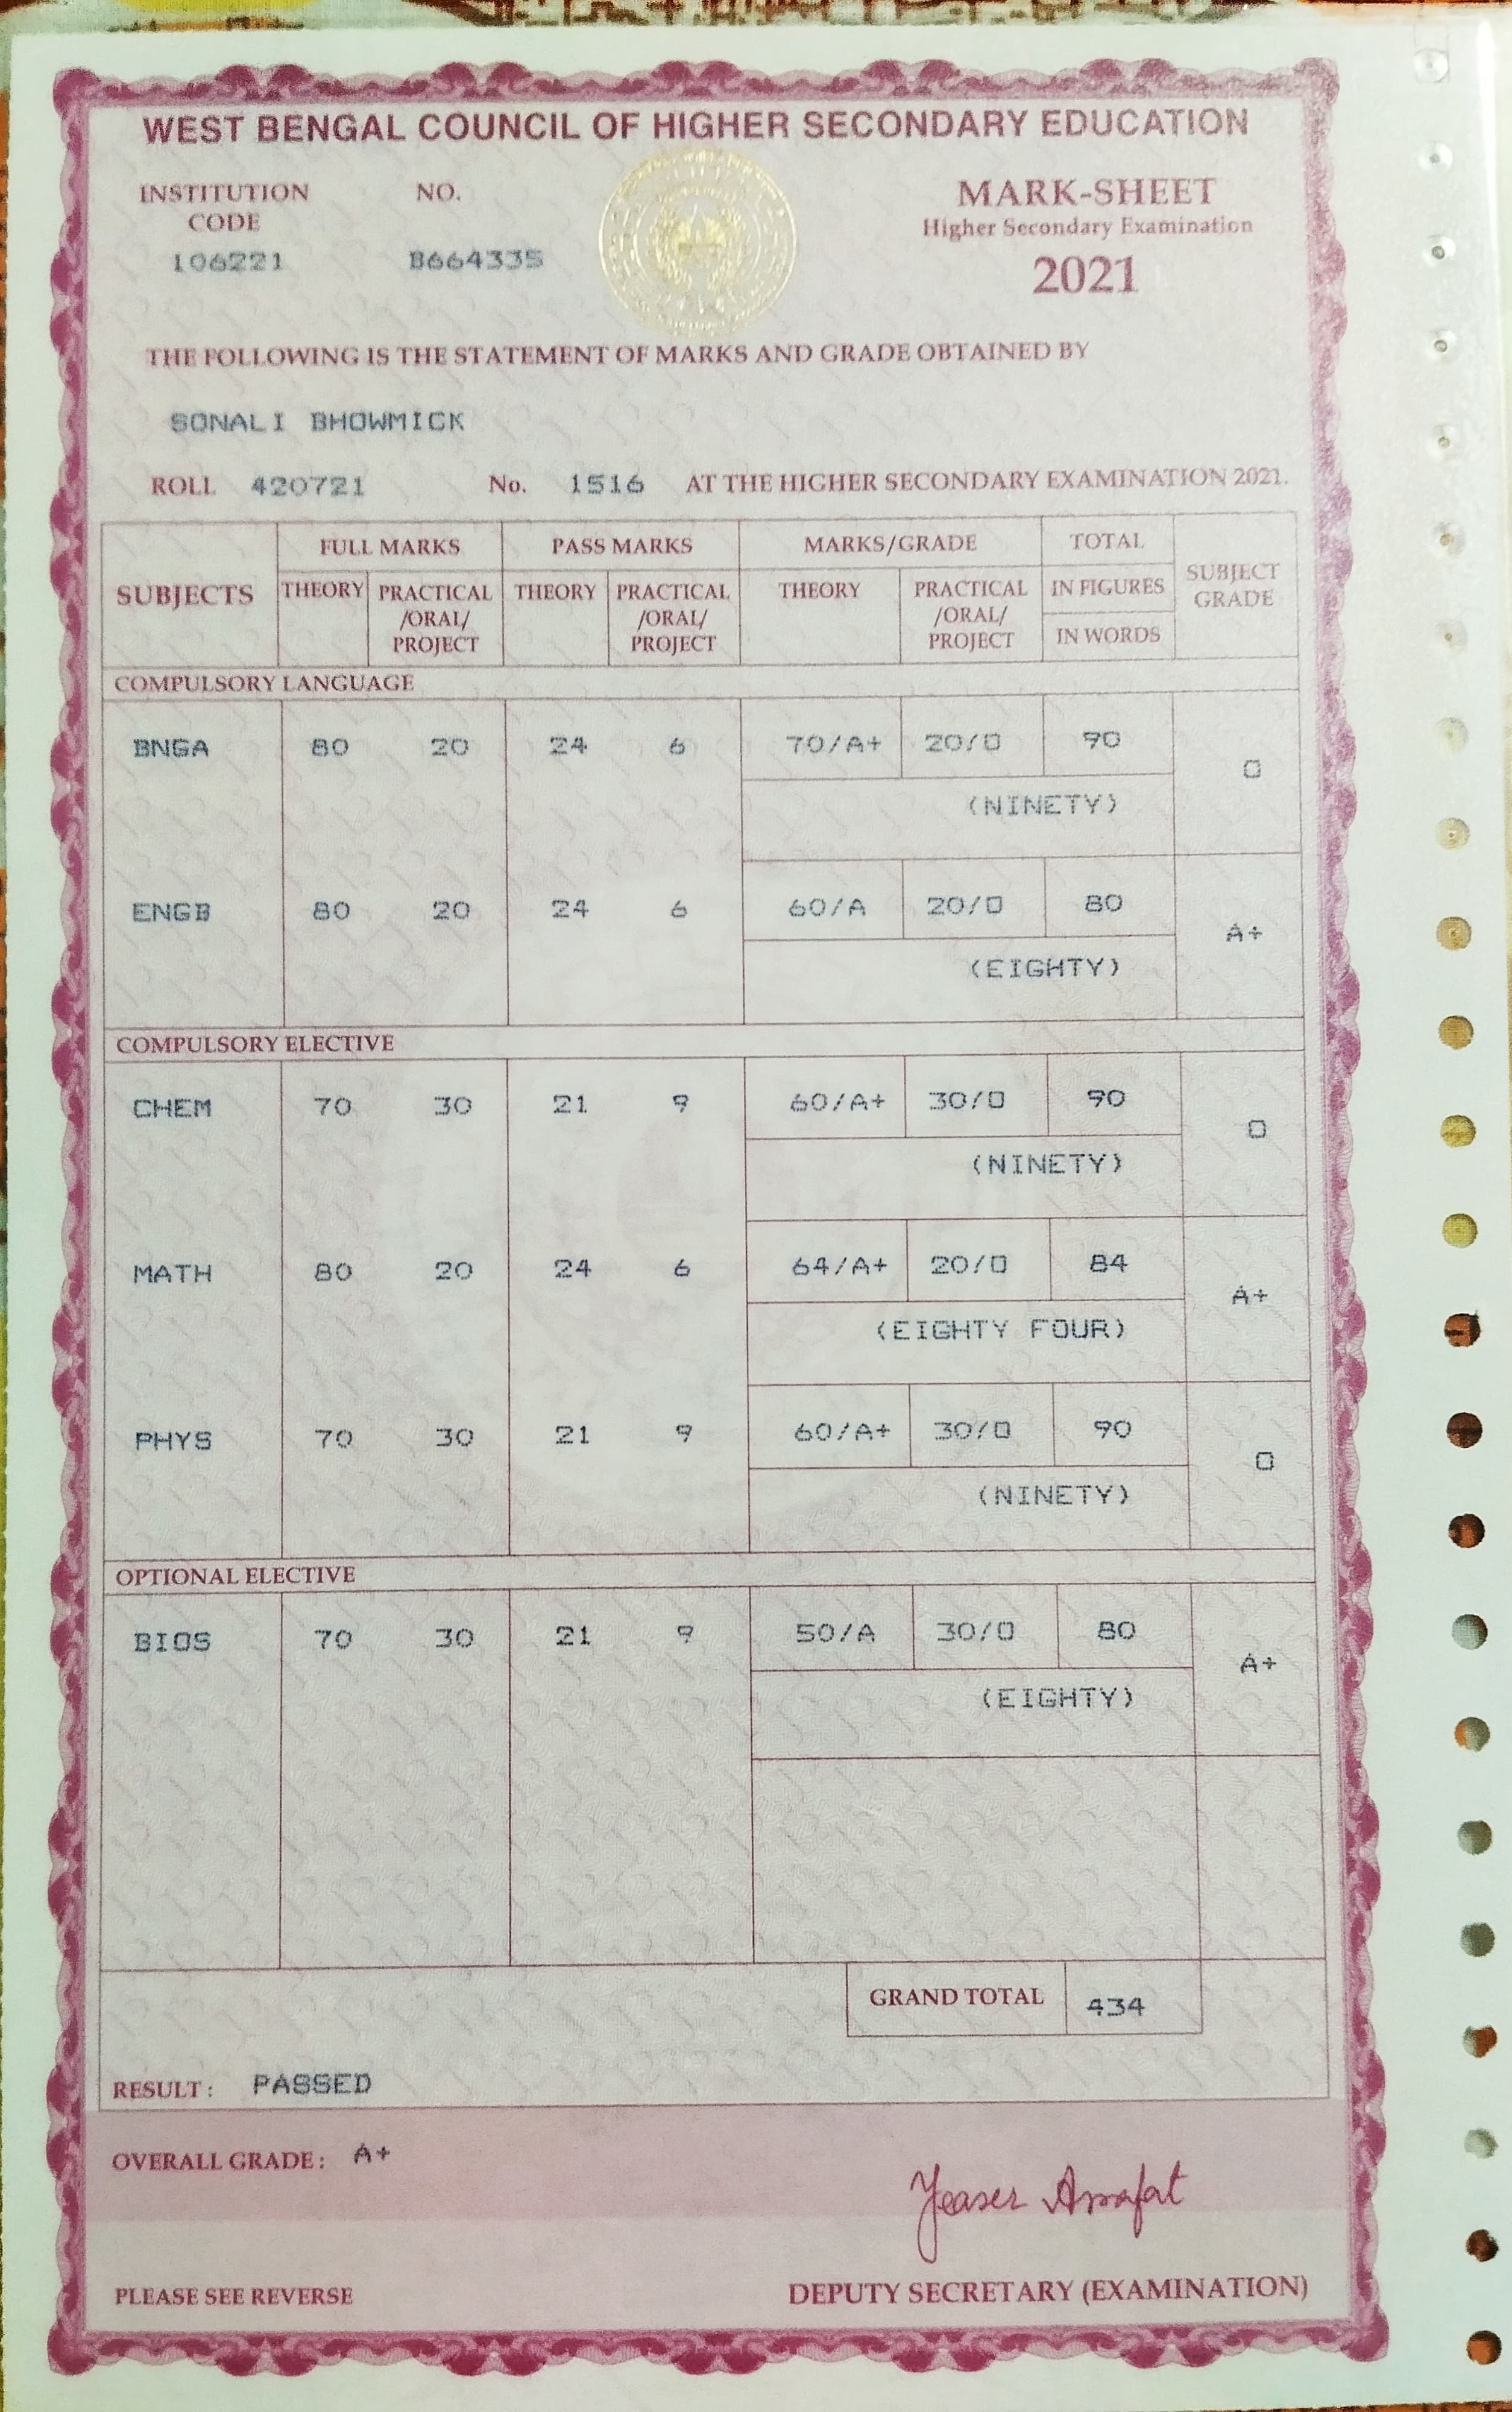 WEST BENGAL COUNCIL OF HIGHER SECONDARY EDUCATION
INSTITUTION CODE NO. MARK-SHEET
106221 B664335 Higher Secondary Examination
2021
THE FOLLOWING IS THE STATEMENT OF MARKS AND GRADE OBTAINED BY
SONALI BHOWMICK
ROLL 420721 No. 1516 AT THE HIGHER SECONDARY EXAMINATION 2021.
SUBJECTS FULL MARKS PASS MARKS MARKS/GRADE TOTAL SUBJECT GRADE
THEORY PRACTICAL /ORAL/ PROJECT THEORY PRACTICAL /ORAL/ PROJECT THEORY PRACTICAL /ORAL/ PROJECT IN FIGURES
IN WORDS
COMPULSORY LANGUAGE
BNGA 80 20 24 6 70/A+ 20/O 90 O
(NINETY)
ENGB 80 20 24 6 60/A 20/O 80 A+
(EIGHTY)
COMPULSORY ELECTIVE
CHEM 70 30 21 9 60/A+ 30/O 90 O
(NINETY)
MATH 80 20 24 6 64/A+ 20/O 84 A+
(EIGHTY FOUR)
PHYS 70 30 21 9 60/A+ 30/O 90 O
(NINETY)
OPTIONAL ELECTIVE
BIOS 70 30 21 9 50/A 30/O 80 A+
(EIGHTY)
GRAND TOTAL 434
RESULT: PASSED
OVERALL GRADE: A+
Yeaser Arrafat
PLEASE SEE REVERSE DEPUTY SECRETARY (EXAMINATION)